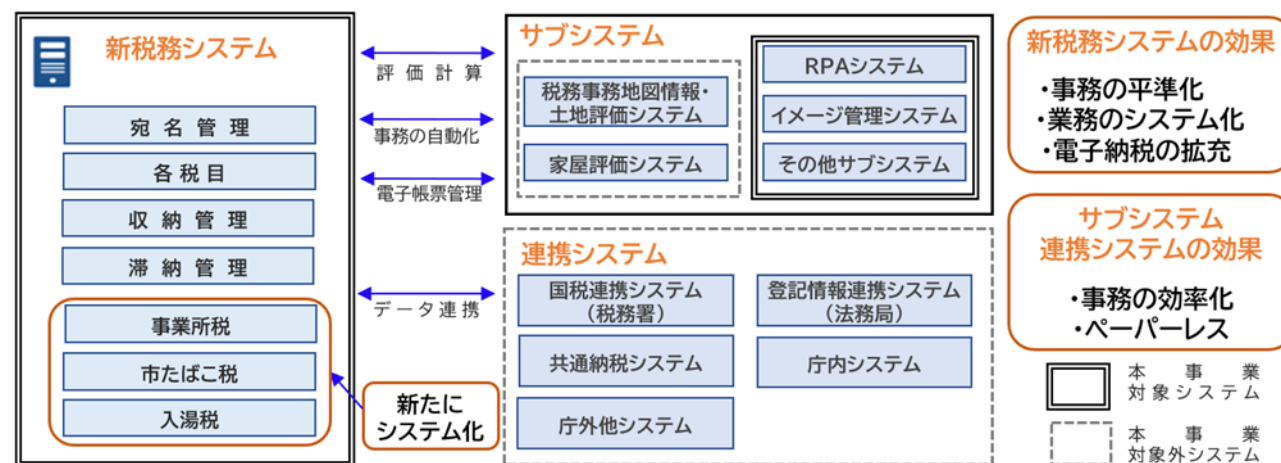 新税務システム
宛名管理
各税目
収納管理
滞納管理
事業所税
市たばこ税
入湯税
評価計算
事務の自動化
電子帳票管理
データ連携
新たに
システム化
サブシステム
税務事務地図情報・
土地評価システム
家屋評価システム
RPAシステム
イメージ管理システム
その他サブシステム
連携システム
国税連携システム
(税務署)
登記情報連携システム
(法務局)
共通納税システム
庁内システム
庁外他システム
新税務システムの効果
・事務の平準化
・業務のシステム化
・電子納税の拡充
サブシステム
連携システムの効果
・事務の効率化
・ペーパーレス
本事業
対象システム
本事業
対象外システム